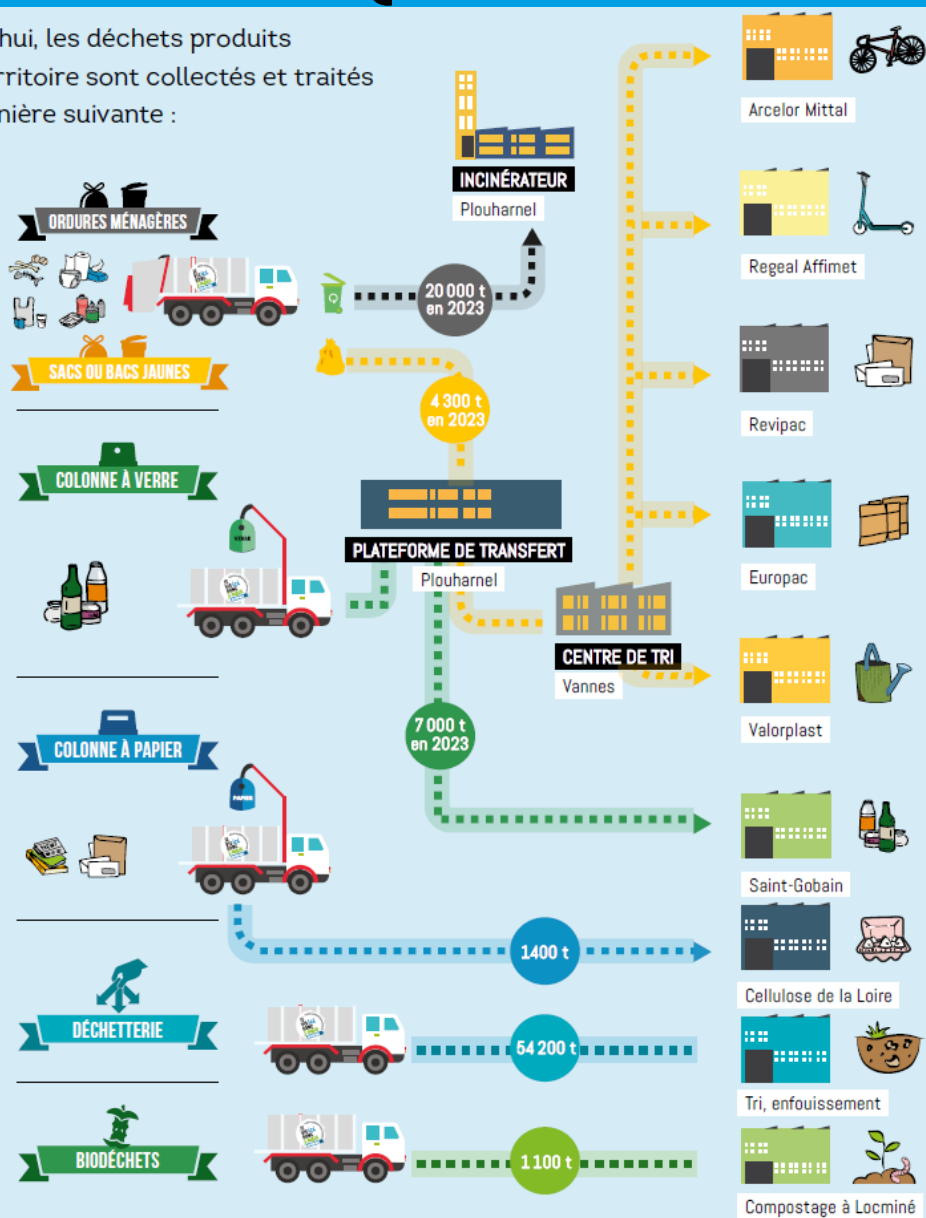 hui, les déchets produits
rritoire sont collectés et traités
nière suivante :
INCINÉRATEUR
Plouharnel
ORDURES MÉNAGÈRES
20 000 t
en 2023
SACS OU BACS JAUNES
4 300 t
en 2023
COLONNE À VERRE
VERRE
PLATEFORME DE TRANSFERT
Plouharnel
CENTRE DE TRI
Vannes
7 000 t
en 2023
COLONNE À PAPIER
PAPIER
1400 t
DÉCHETTERIE
54 200 t
BIODÉCHETS
1 100 t
Arcelor Mittal
Regeal Affimet
Revipac
Europac
Valorplast
Saint-Gobain
Cellulose de la Loire
Tri, enfouissement
Compostage à Locminé